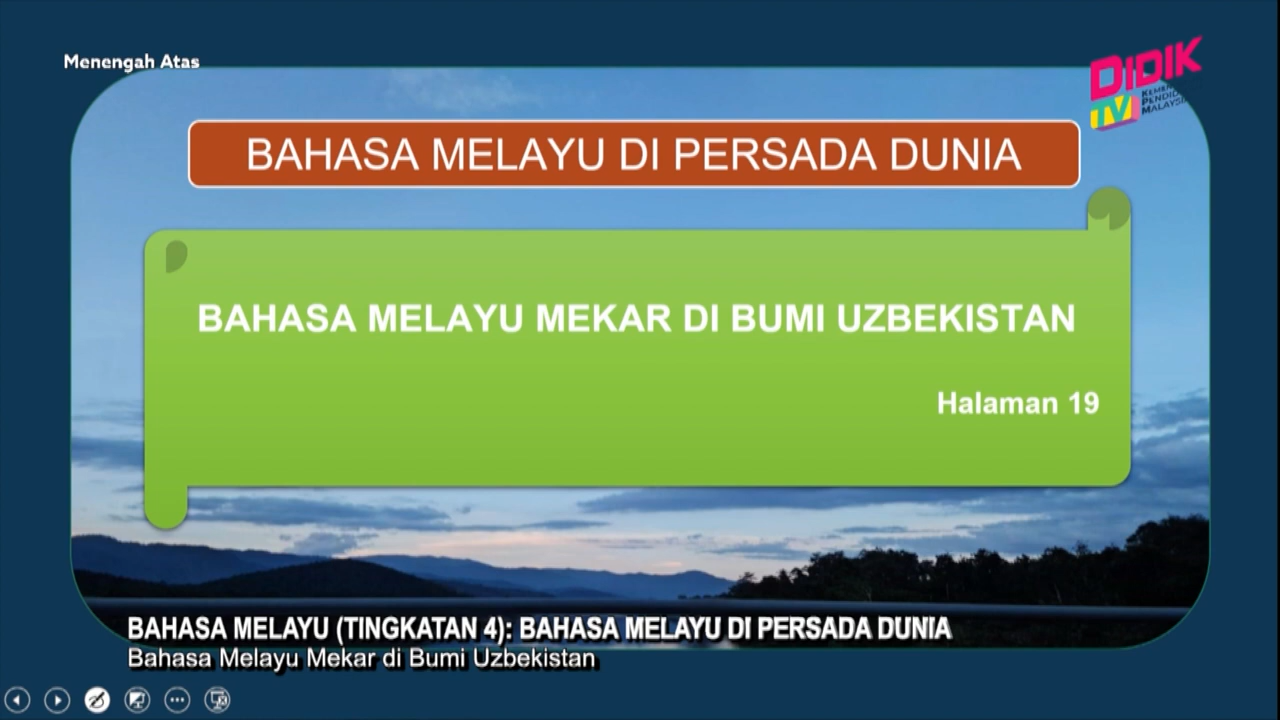 Menengah Atas
DIDIK
TV
BAHASA MELAYU DI PERSADA DUNIA
BAHASA MELAYU MEKAR DI BUMI UZBEKISTAN
Halaman 19
BAHASA MELAYU (TINGKATAN 4): BAHASA MELAYU DI PERSADA DUNIA
Bahasa Melayu Mekar di Bumi Uzbekistan